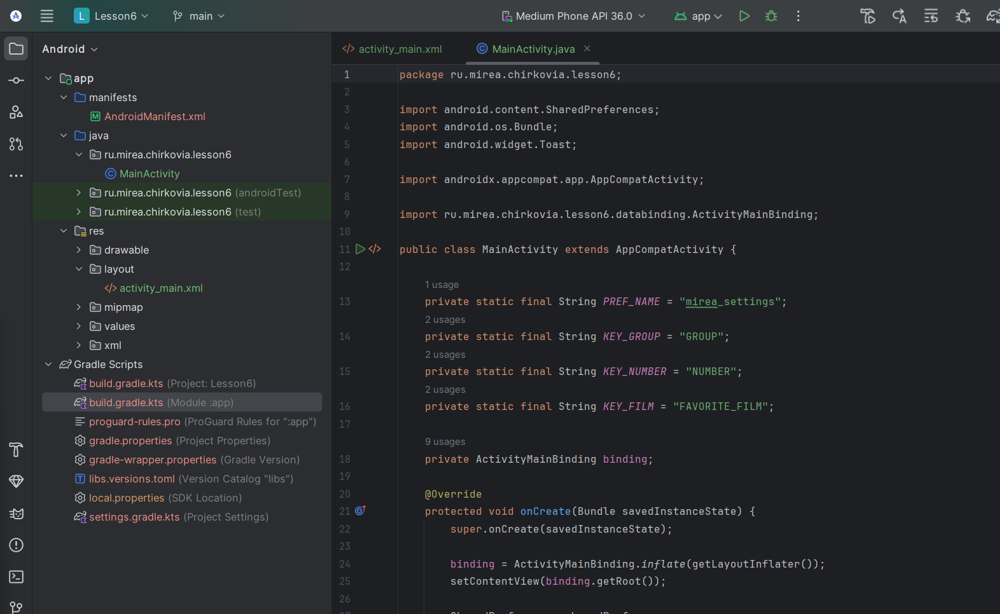 L Lesson6 main Medium Phone API 36.0 app
Android
app
manifests
AndroidManifest.xml
java
ru.mirea.chirkovia.lesson6
MainActivity
ru.mirea.chirkovia.lesson6 (androidTest)
ru.mirea.chirkovia.lesson6 (test)
res
drawable
layout
activity_main.xml
mipmap
values
xml
Gradle Scripts
build.gradle.kts (Project: Lesson6)
build.gradle.kts (Module :app)
proguard-rules.pro (ProGuard Rules for ":app")
gradle.properties (Project Properties)
gradle-wrapper.properties (Gradle Version)
libs.versions.toml (Version Catalog "libs")
local.properties (SDK Location)
settings.gradle.kts (Project Settings)
activity_main.xml MainActivity.java
1 package ru.mirea.chirkovia.lesson6;
2
3 import android.content.SharedPreferences;
4 import android.os.Bundle;
5 import android.widget.Toast;
6
7 import androidx.appcompat.app.AppCompatActivity;
8
9 import ru.mirea.chirkovia.lesson6.databinding.ActivityMainBinding;
10
11 public class MainActivity extends AppCompatActivity {
12
1 usage
13 private static final String PREF_NAME = "mirea_settings";
2 usages
14 private static final String KEY_GROUP = "GROUP";
2 usages
15 private static final String KEY_NUMBER = "NUMBER";
2 usages
16 private static final String KEY_FILM = "FAVORITE_FILM";
17
9 usages
18 private ActivityMainBinding binding;
19
20 @Override
21 protected void onCreate(Bundle savedInstanceState) {
22 super.onCreate(savedInstanceState);
23
24 binding = ActivityMainBinding.inflate(getLayoutInflater());
25 setContentView(binding.getRoot());
26